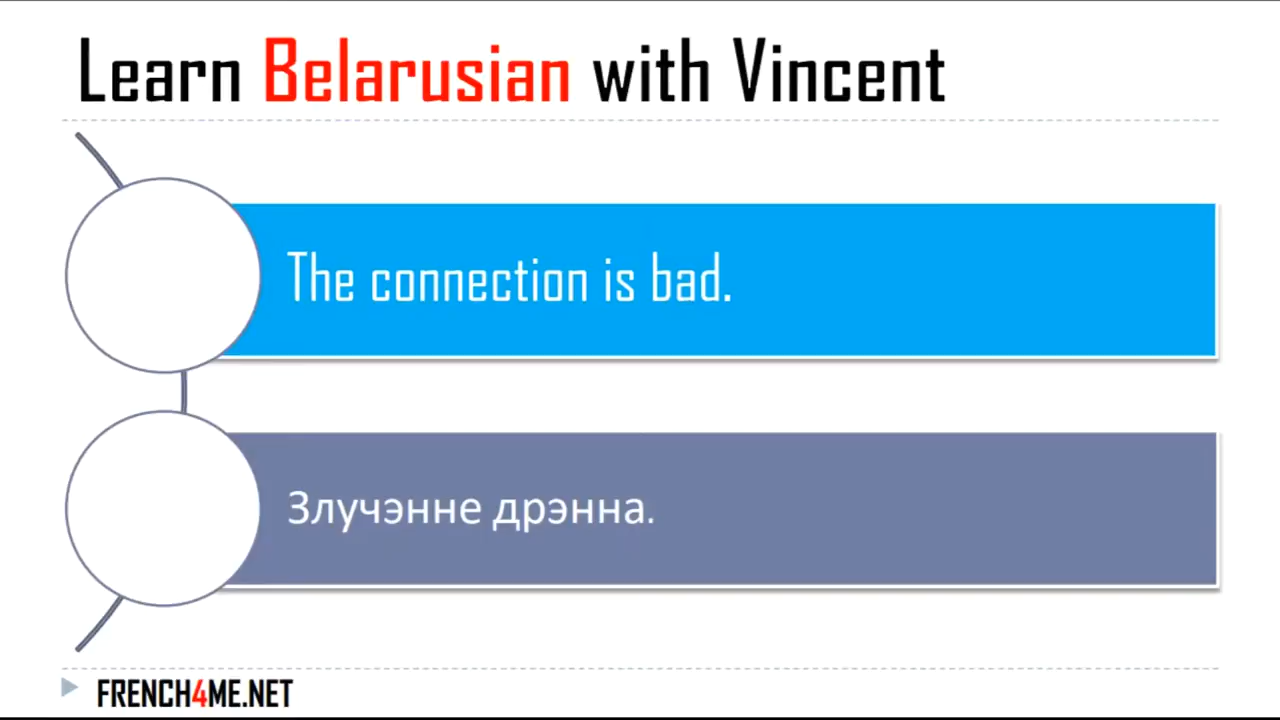 Learn Belarusian with Vincent
The connection is bad.
Злучэнне дрэнна.
FRENCH4ME.NET